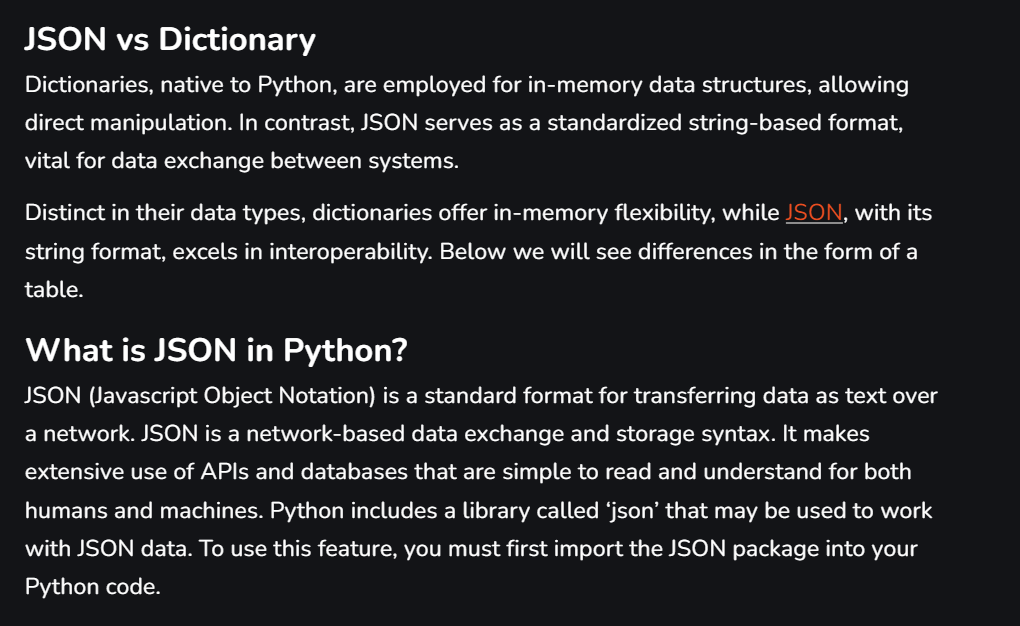 JSON vs Dictionary
Dictionaries, native to Python, are employed for in-memory data structures, allowing
direct manipulation. In contrast, JSON serves as a standardized string-based format,
vital for data exchange between systems.
Distinct in their data types, dictionaries offer in-memory flexibility, while JSON, with its
string format, excels in interoperability. Below we will see differences in the form of a
table.
What is JSON in Python?
JSON (Javascript Object Notation) is a standard format for transferring data as text over
a network. JSON is a network-based data exchange and storage syntax. It makes
extensive use of APIs and databases that are simple to read and understand for both
humans and machines. Python includes a library called ‘json’ that may be used to work
with JSON data. To use this feature, you must first import the JSON package into your
Python code.